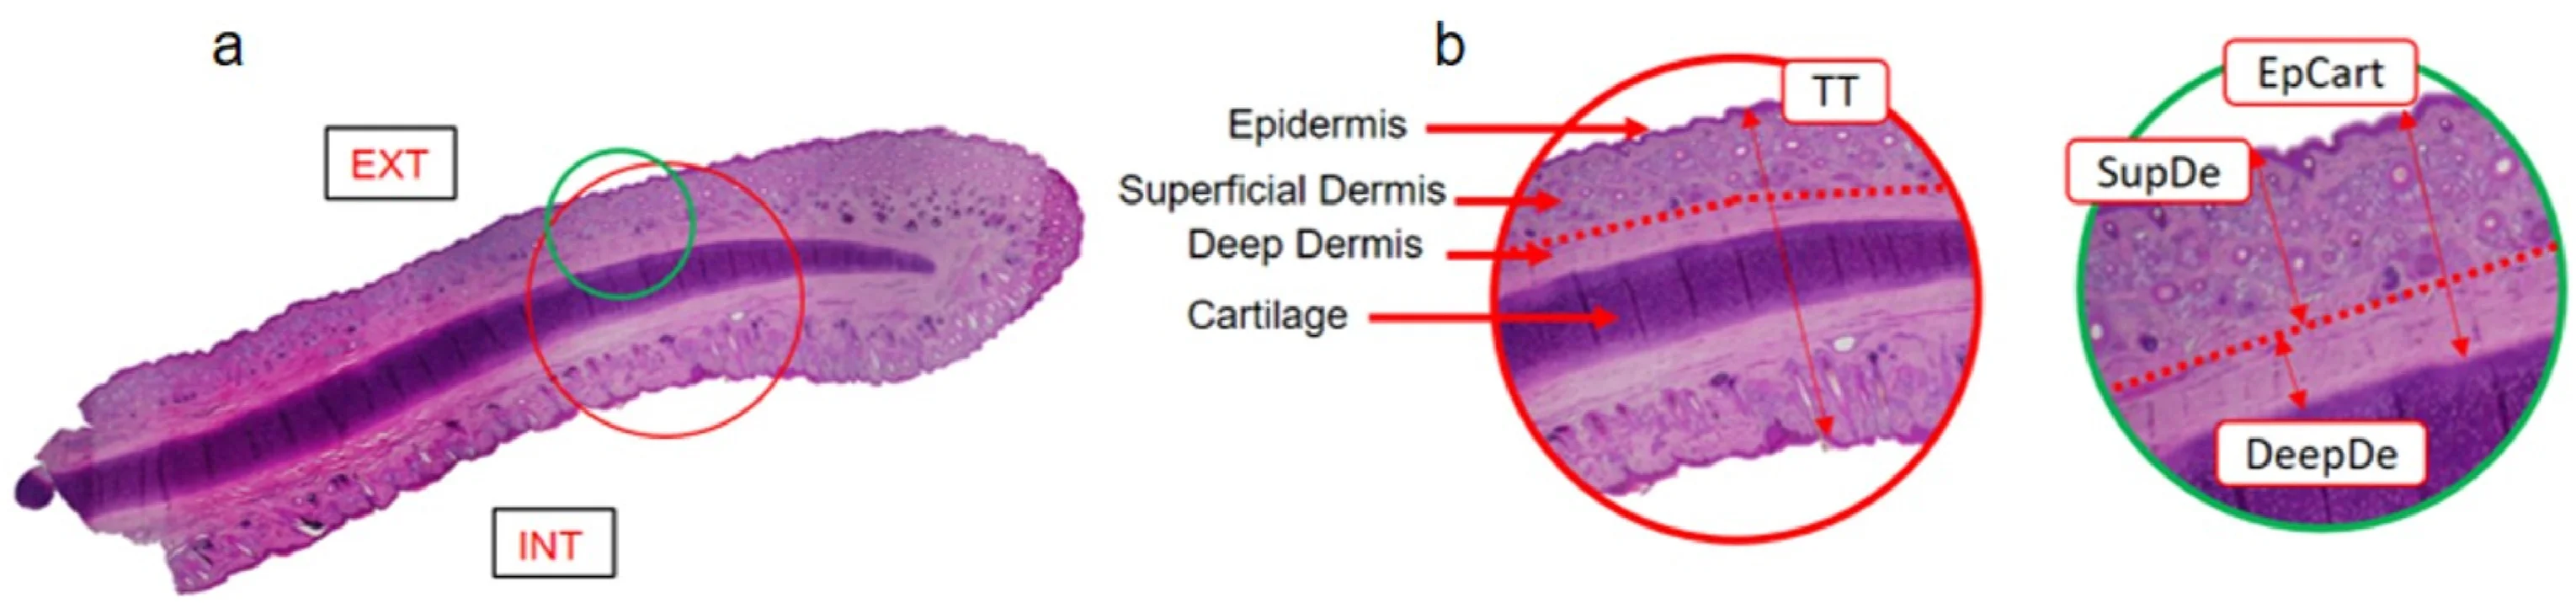 a
EXT
INT
b
TT
Epidermis
Superficial Dermis
Deep Dermis
Cartilage
EpCart
SupDe
DeepDe